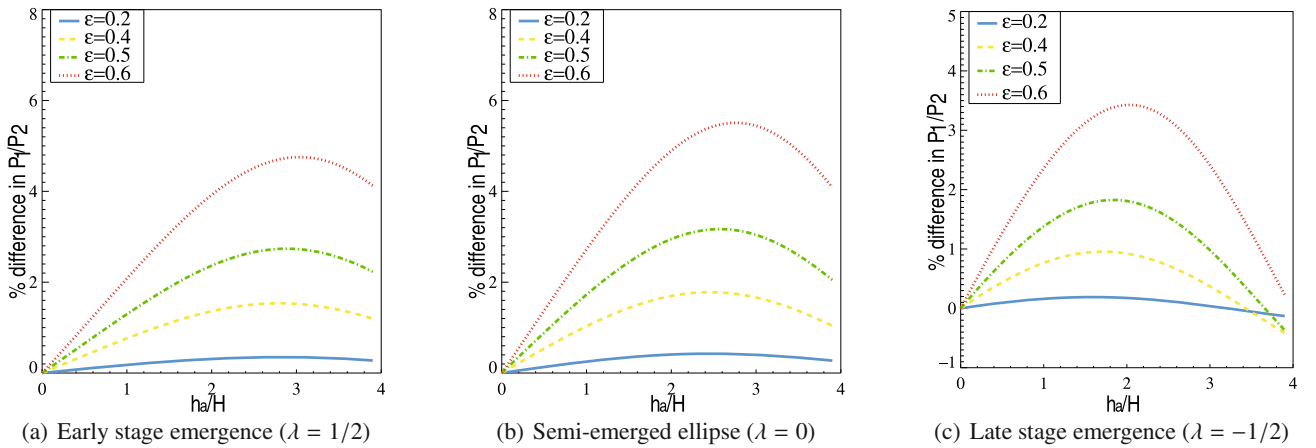 % difference in P₁/P₂
8
6
4
2
0
ε=0.2
ε=0.4
ε=0.5
ε=0.6
0 1 2 3 4
hₐ/H
(a) Early stage emergence (λ = 1/2)
% difference in P₁/P₂
8
6
4
2
0
ε=0.2
ε=0.4
ε=0.5
ε=0.6
0 1 2 3 4
hₐ/H
(b) Semi-emerged ellipse (λ = 0)
% difference in P₁/P₂
5
4
3
2
1
0
−1
ε=0.2
ε=0.4
ε=0.5
ε=0.6
0 1 2 3 4
hₐ/H
(c) Late stage emergence (λ = −1/2)